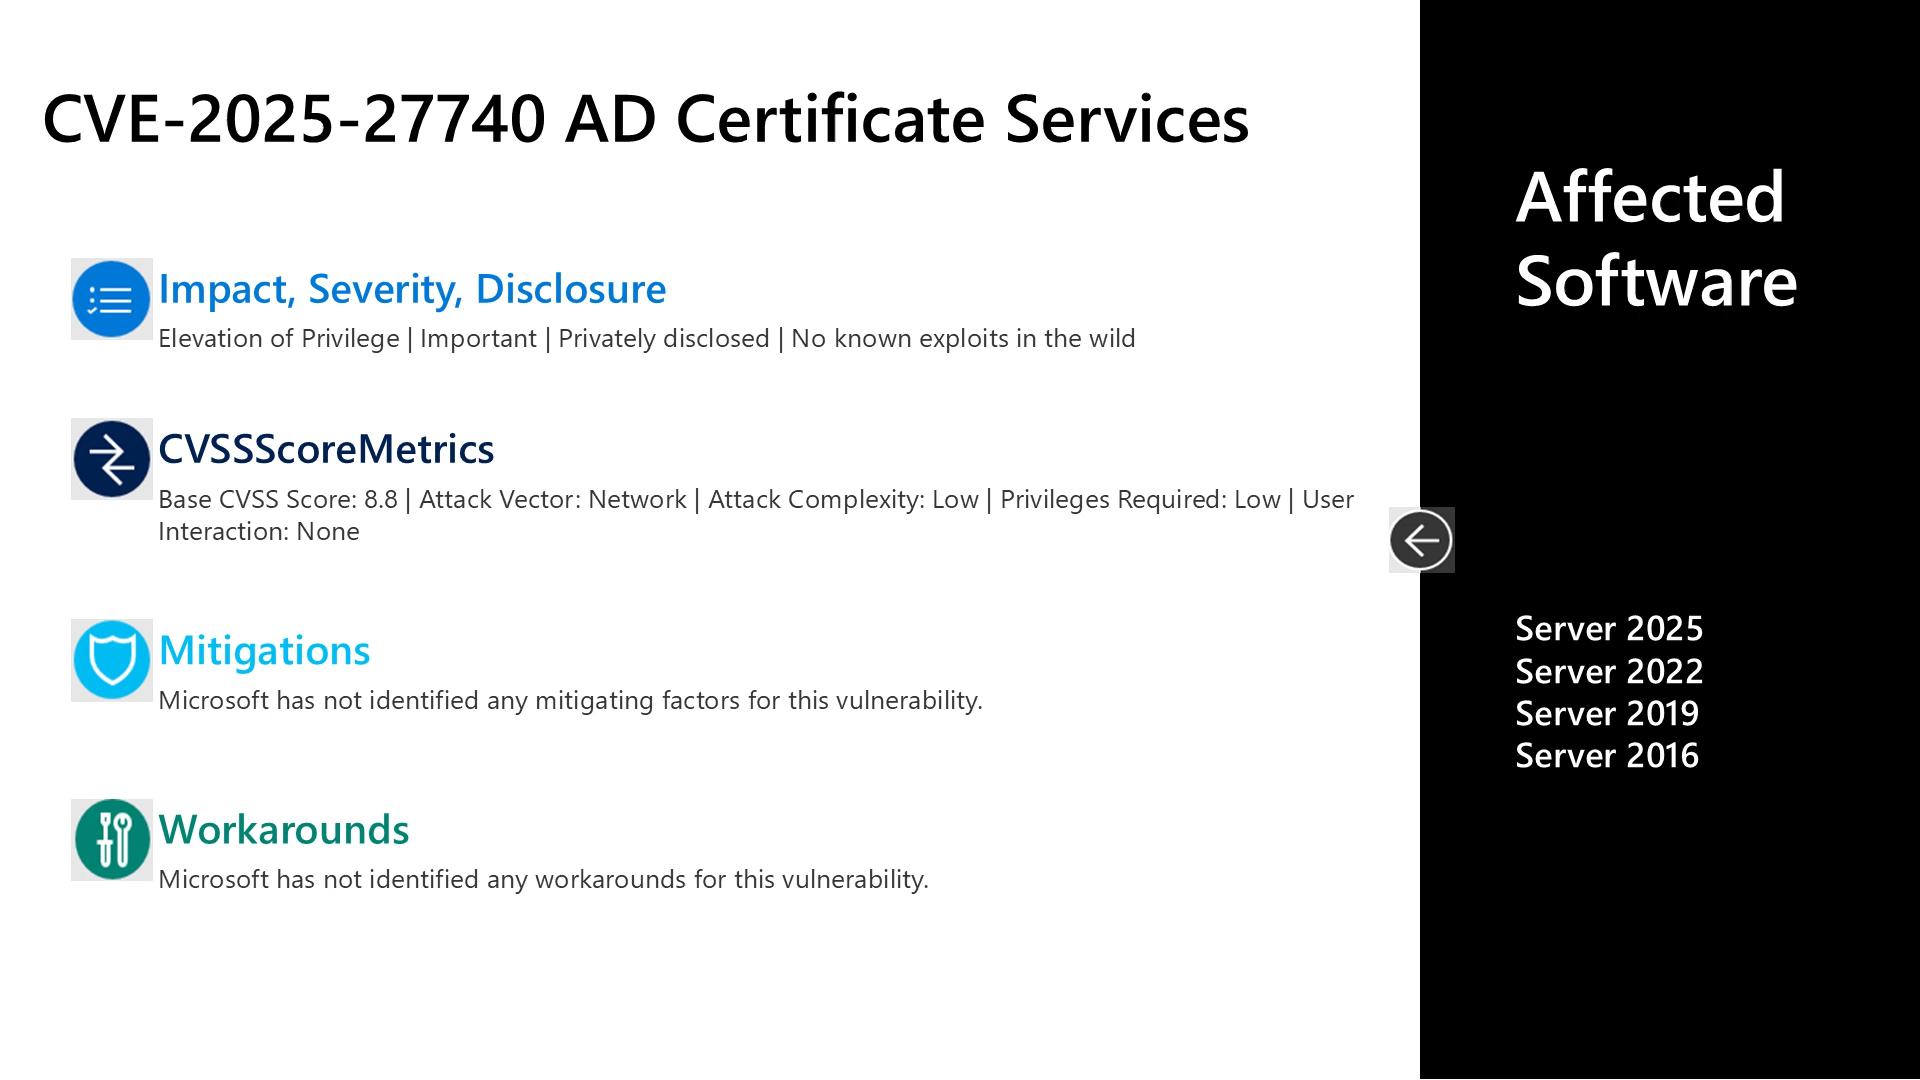 CVE-2025-27740 AD Certificate Services
Impact, Severity, Disclosure
Elevation of Privilege | Important | Privately disclosed | No known exploits in the wild
CVSSScoreMetrics
Base CVSS Score: 8.8 | Attack Vector: Network | Attack Complexity: Low | Privileges Required: Low | User
Interaction: None
Mitigations
Microsoft has not identified any mitigating factors for this vulnerability.
Workarounds
Microsoft has not identified any workarounds for this vulnerability.
Affected
Software
Server 2025
Server 2022
Server 2019
Server 2016